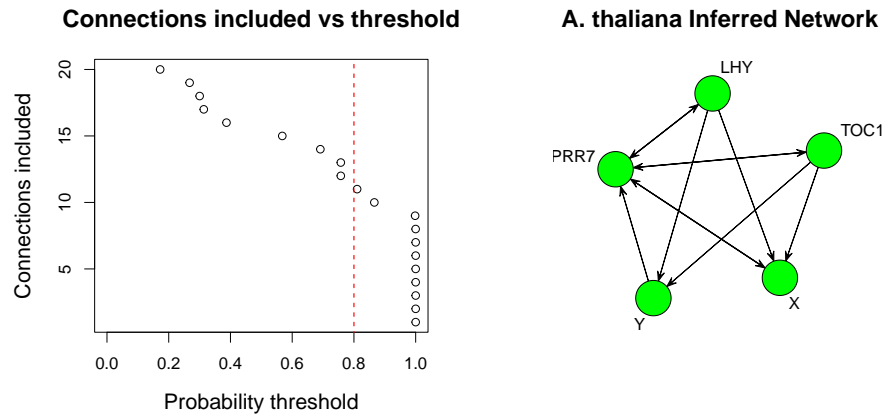 Connections included vs threshold
Connections included
20
15
10
5
0.0 0.2 0.4 0.6 0.8 1.0
Probability threshold
A. thaliana Inferred Network
LHY
TOC1
PRR7
X
Y